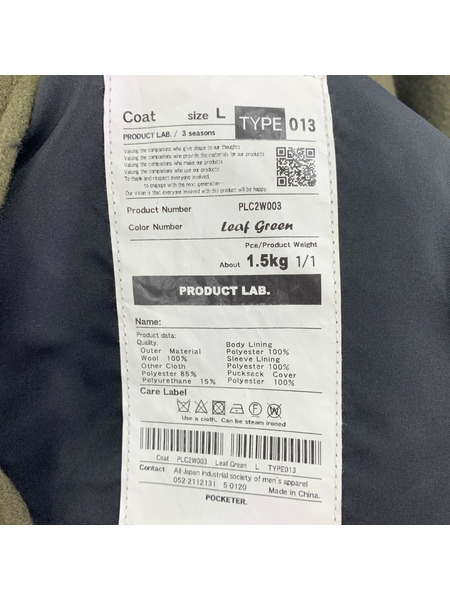 Coat size L TYPE 013
PRODUCT LAB. / 3 seasons
Valuing the companions who give shape to our thoughts
Valuing the companions who provide the materials for our products
Valuing the companions who make our products
Valuing the companions who use our products
To thank and respect everyone involved,
to engage with the next generation
Our vision is that everyone involved with this product will be happy.
Product Number PLC2W003
Color Number Leaf Green
Pce/Product Weight
About 1.5kg 1/1
PRODUCT LAB.
Name:
Product data:
Quality. Body Lining
Outer Material Polyester 100%
Wool 100% Sleeve Lining
Other Cloth Polyester 100%
Polyester 85% Pucksack Cover
Polyurethane 15% Polyester 100%
Care Label
Use a cloth, Can be steam ironed
Coat PLC2W003 Leaf Green L TYPE013
Contact All Japan industrial society of men's apparel
052-2112131 5-0120
Made In China.
POCKETER.